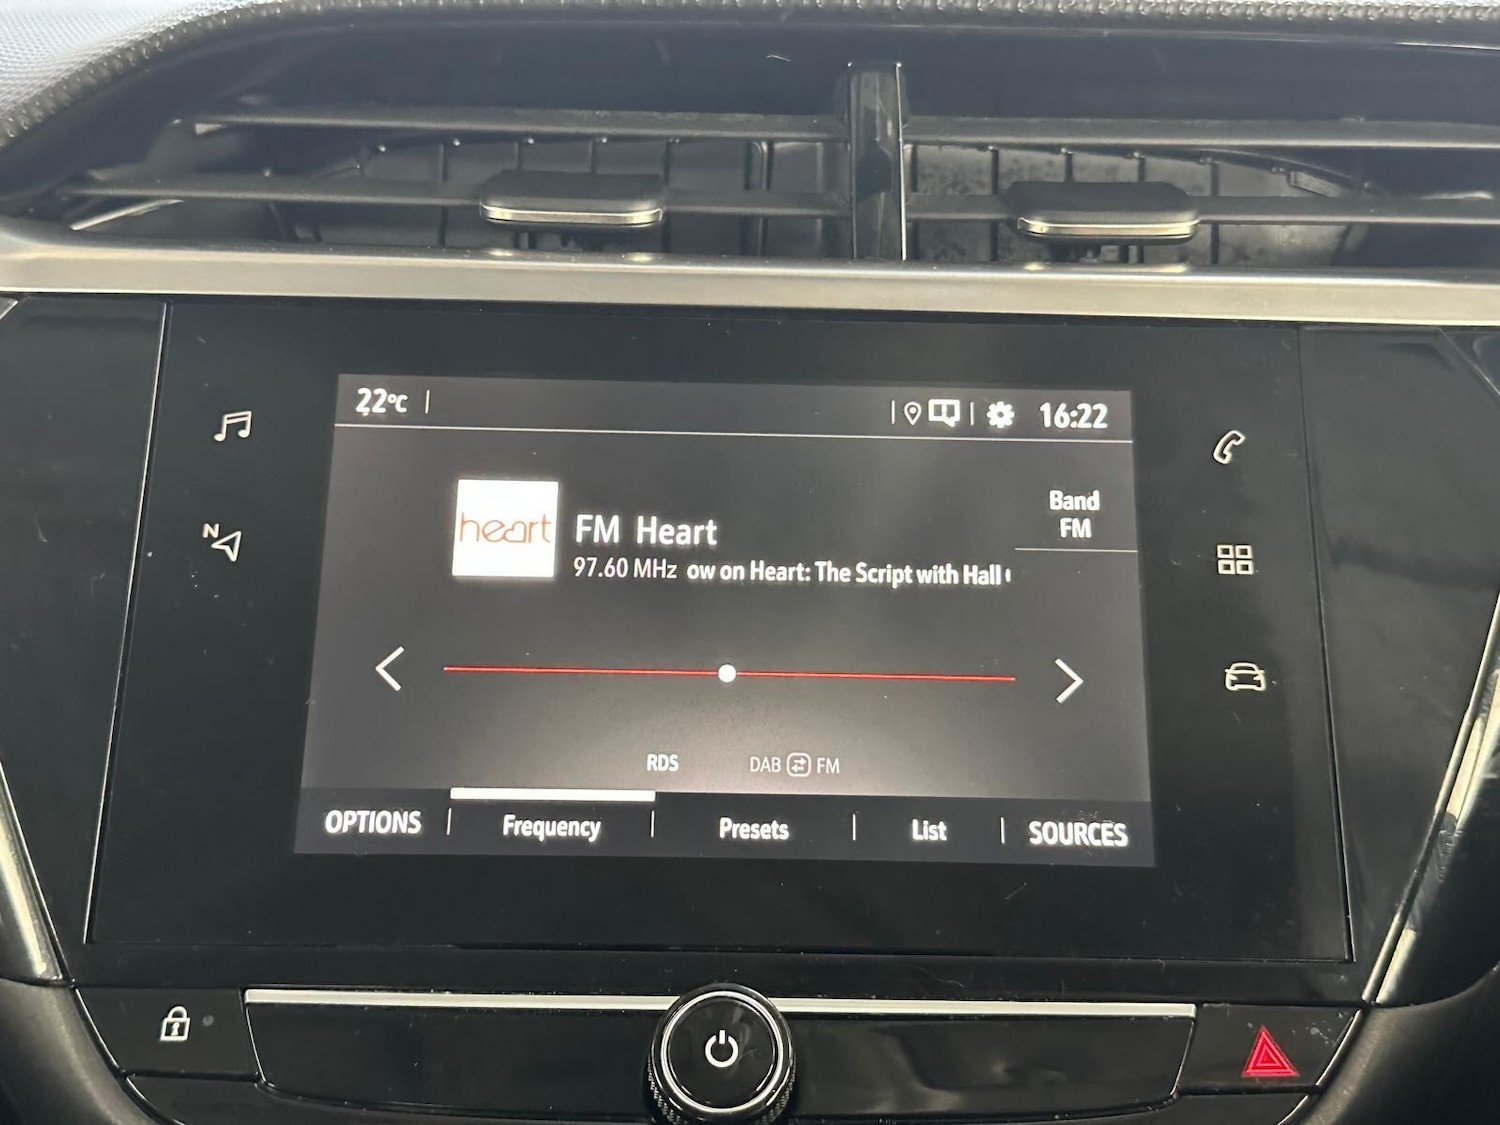 22°C
16:22
heart
FM Heart
97.60 MHz ow on Heart: The Script with Hall
Band
FM
N
RDS
DAB FM
OPTIONS
Frequency
Presets
List
SOURCES